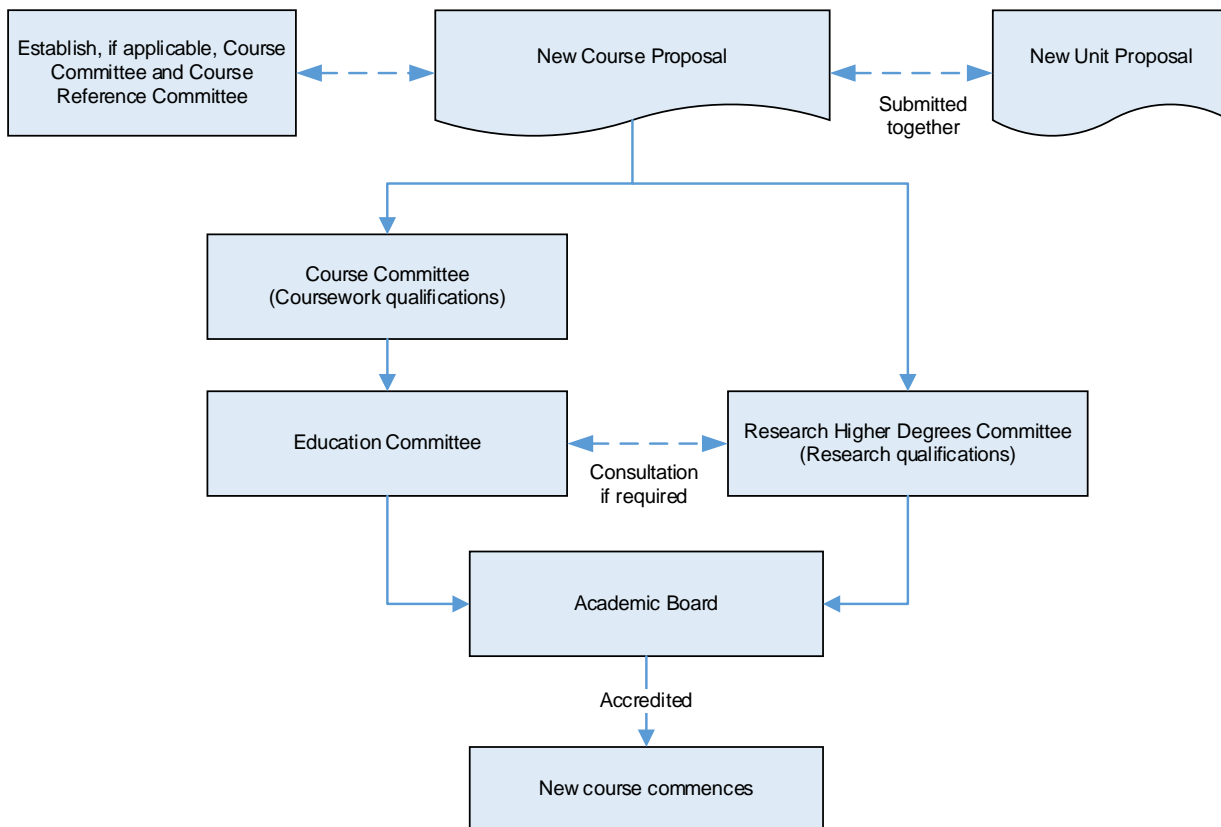 Establish, if applicable, Course
Committee and Course
Reference Committee
New Course Proposal
New Unit Proposal
Submitted
together
Course Committee
(Coursework qualifications)
Education Committee
Research Higher Degrees Committee
(Research qualifications)
Consultation
if required
Academic Board
Accredited
New course commences